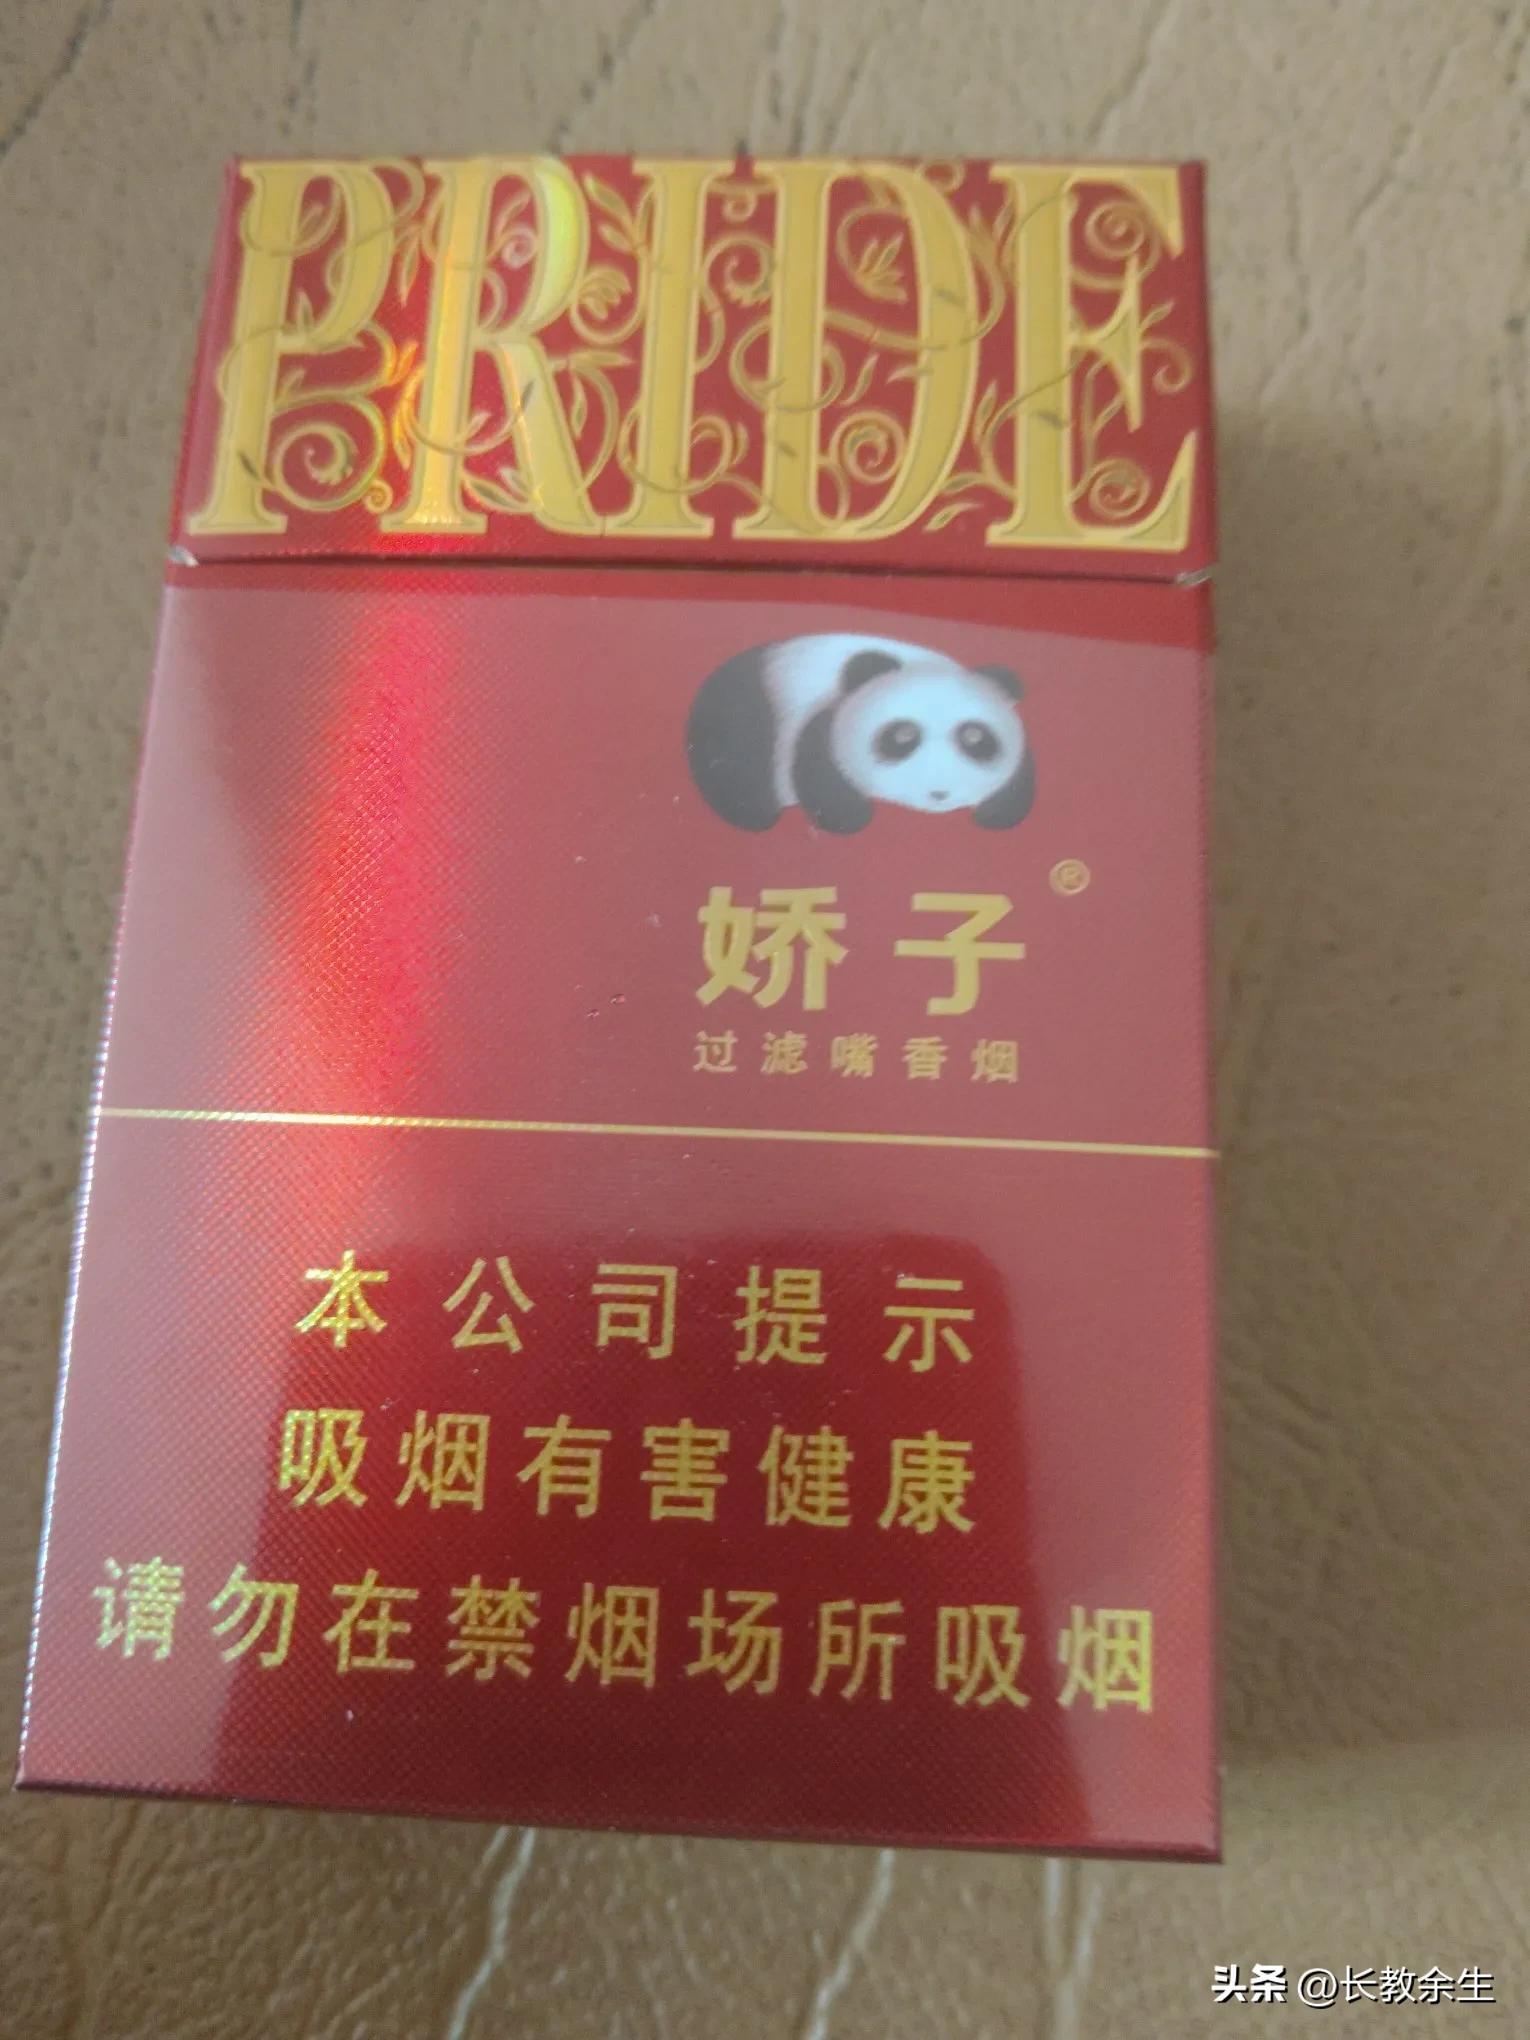 PRIDE
娇子®
过滤嘴香烟
本公司提示
吸烟有害健康
请勿在禁烟场所吸烟
头条 @长教余生